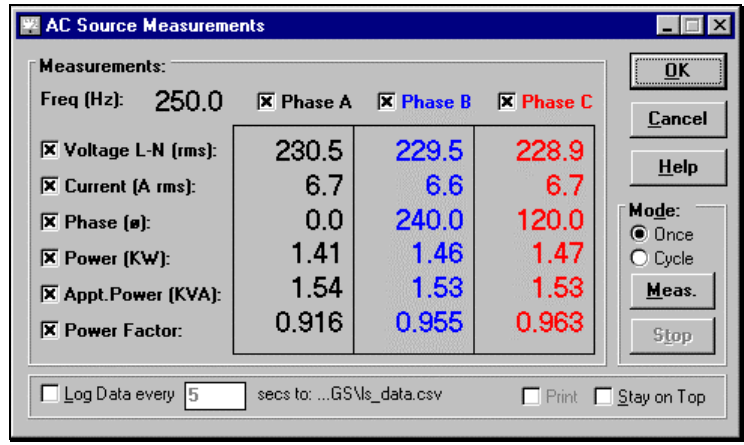 AC Source Measurements
Measurements:
Freq (Hz): 250.0 Phase A Phase B Phase C
Voltage L-N (rms): 230.5 229.5 228.9
Current (A rms): 6.7 6.6 6.7
Phase (ø): 0.0 240.0 120.0
Power (KW): 1.41 1.46 1.47
Appt.Power (KVA): 1.54 1.53 1.53
Power Factor: 0.916 0.955 0.963
OK
Cancel
Help
Mode:
Once
Cycle
Meas.
Stop
Log Data every 5 secs to: ...GS\ls_data.csv Print Stay on Top